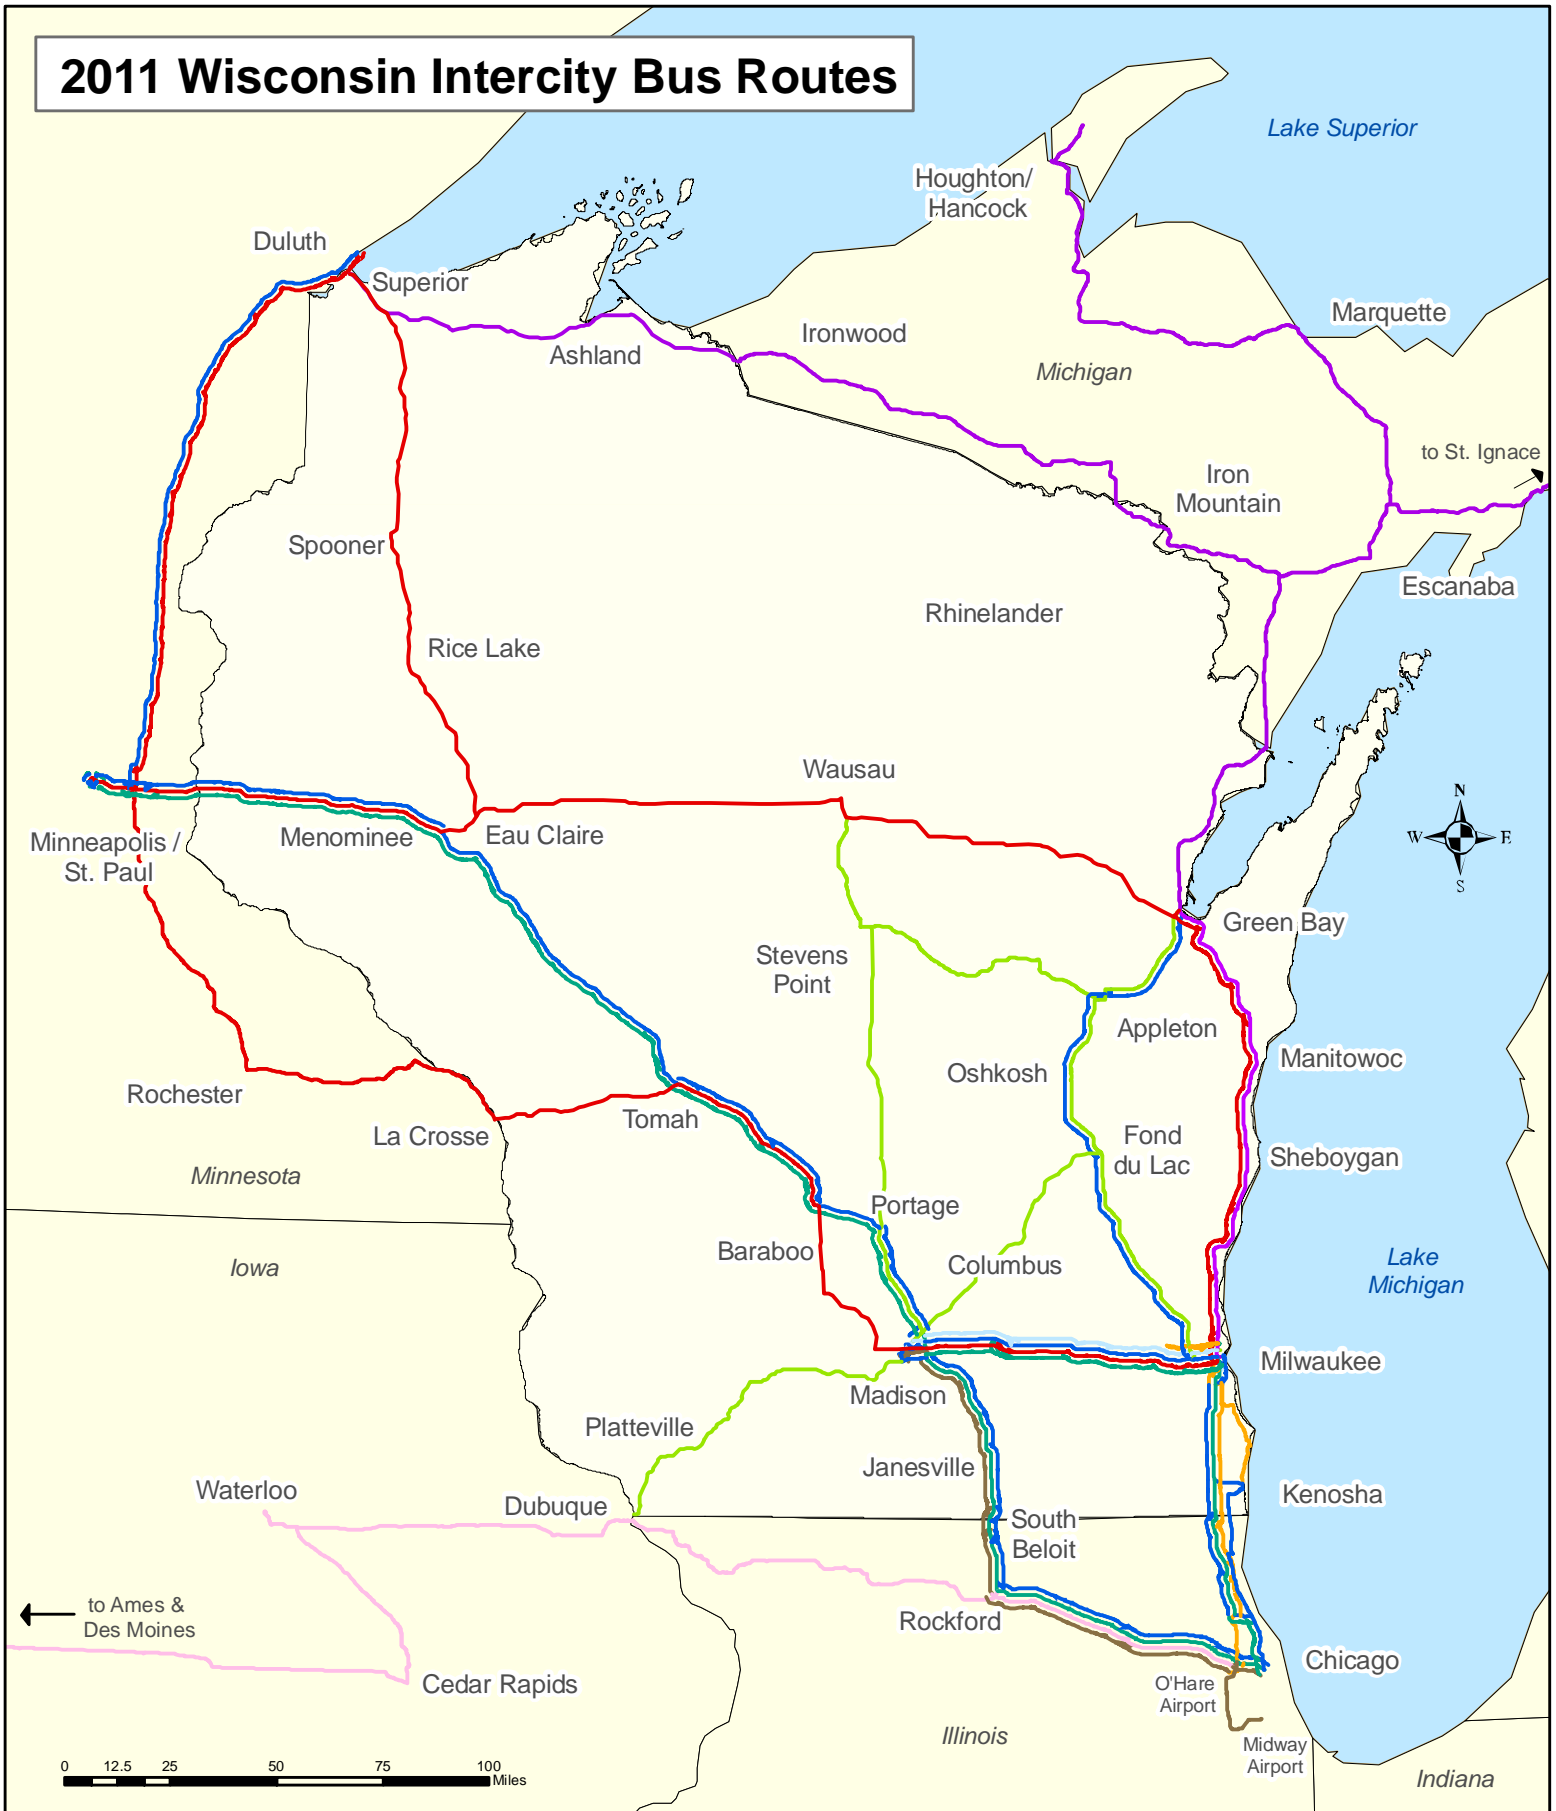 2011 Wisconsin Intercity Bus Routes
Lake Superior
Houghton/
Hancock
Duluth
Superior
Marquette
Ironwood
Ashland
Michigan
to St. Ignace
Iron
Mountain
Spooner
Escanaba
Rhinelander
Rice Lake
Wausau
N
W
E
S
Minneapolis /
St. Paul
Menominee
Eau Claire
Green Bay
Stevens
Point
Appleton
Manitowoc
Oshkosh
Rochester
Tomah
La Crosse
Fond
du Lac
Sheboygan
Minnesota
Portage
Baraboo
Columbus
Iowa
Lake
Michigan
Milwaukee
Madison
Platteville
Janesville
Waterloo
Dubuque
Kenosha
South
Beloit
to Ames &
Des Moines
Rockford
Chicago
Cedar Rapids
O'Hare
Airport
Illinois
Midway
Airport
Indiana
0 12.5 25 50 75 100
Miles